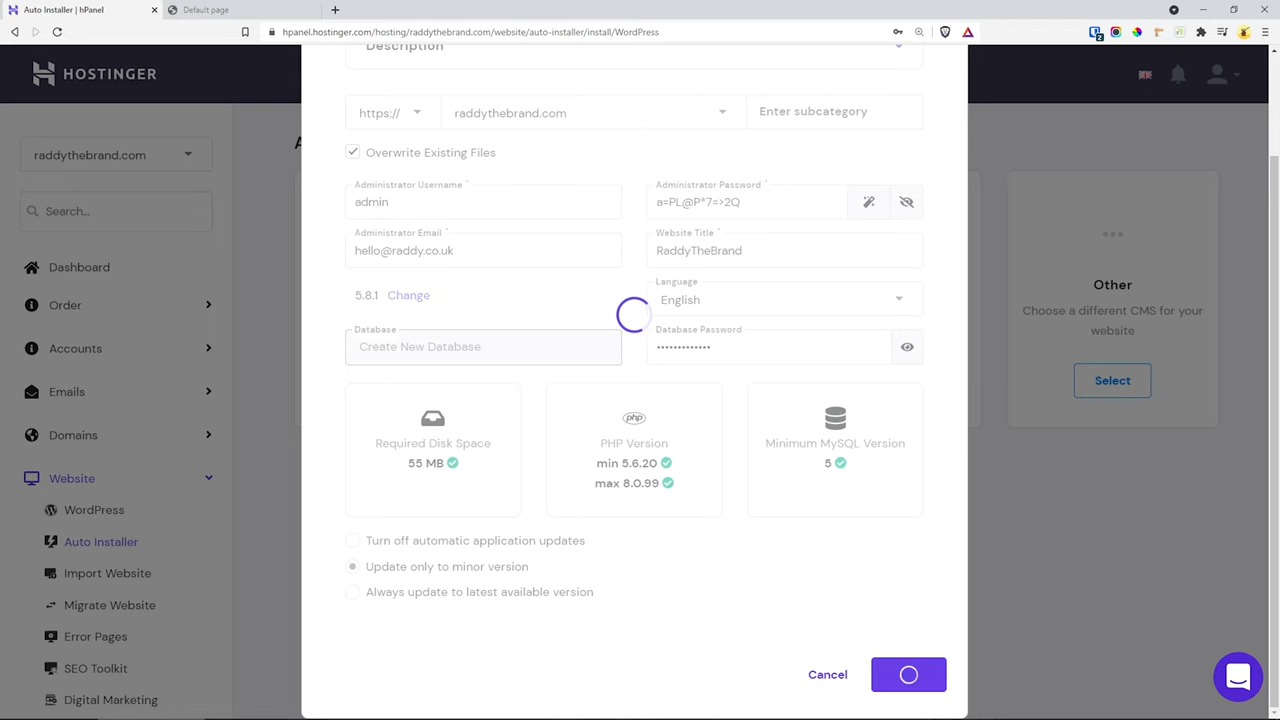 Auto Installer | hPanel
Default page
hpanel.hostinger.com/hosting/raddythebrand.com/website/auto-installer/install/WordPress
2
HOSTINGER
raddythebrand.com
Search...
Dashboard
Order
Accounts
Emails
Domains
Website
WordPress
Auto Installer
Import Website
Migrate Website
Error Pages
SEO Toolkit
Digital Marketing
A
Description
https://
raddythebrand.com
Enter subcategory
Overwrite Existing Files
Administrator Username *
admin
Administrator Password *
a=PL@P*7=>2Q
Administrator Email *
hello@raddy.co.uk
Website Title *
RaddyTheBrand
5.8.1 Change
Language
English
Database
Create New Database
Database Password
•••••••••••••
Required Disk Space
55 MB
php
PHP Version
min 5.6.20
max 8.0.99
Minimum MySQL Version
5
Turn off automatic application updates
Update only to minor version
Always update to latest available version
Cancel
Other
Choose a different CMS for your
website
Select